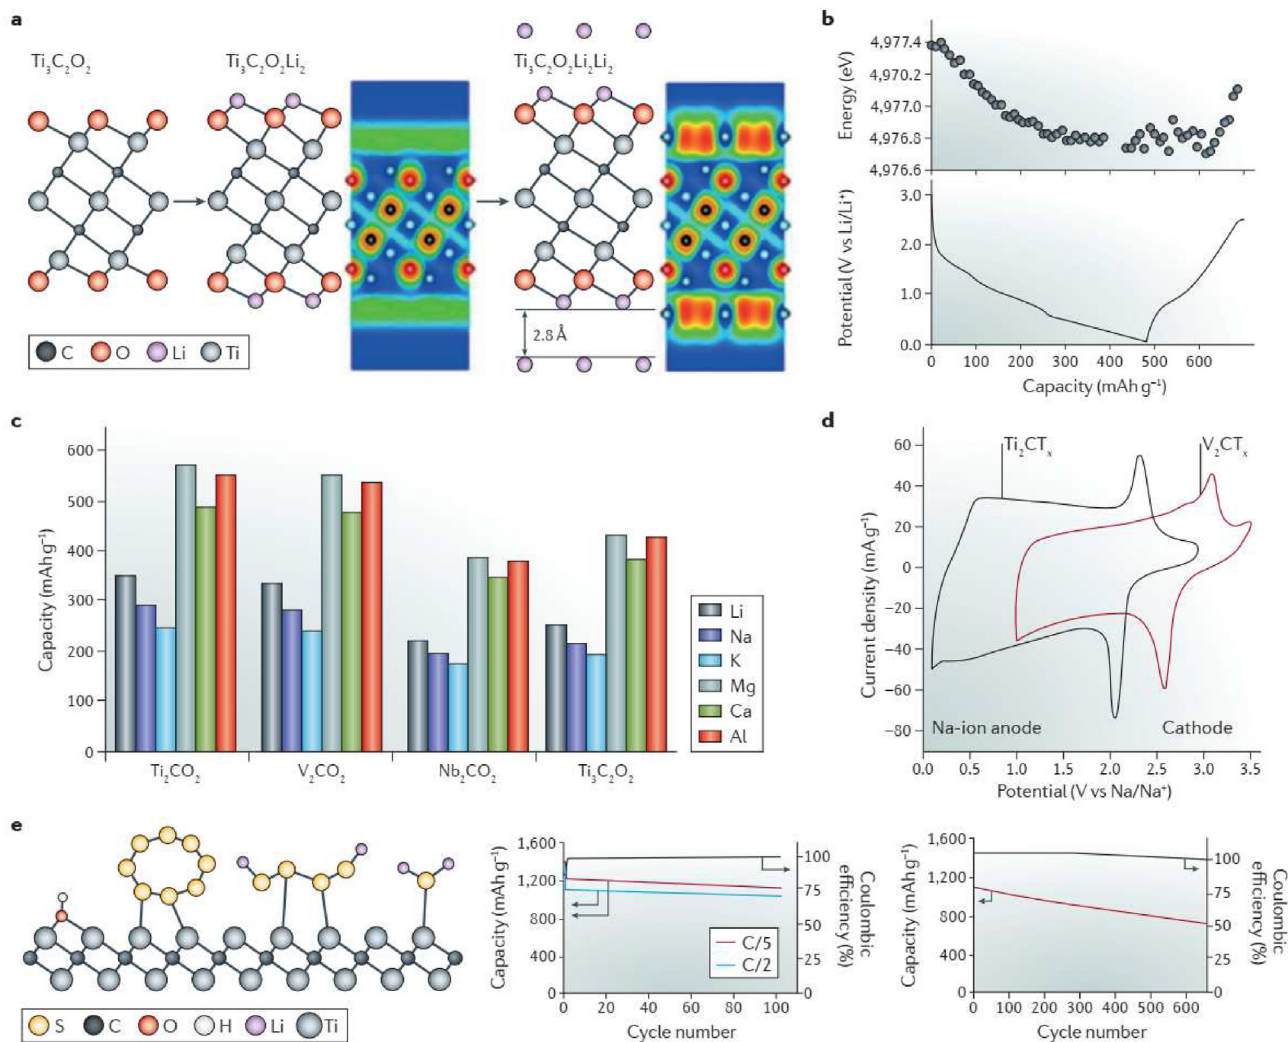 a
Ti₃C₂O₂
Ti₃C₂O₂Li₂
Ti₃C₂O₂Li₂Li₂
2.8 Å
C O Li Ti
b
Energy (eV)
4,977.4
4,970.2
4,977.0
4,976.8
4,976.6
Potential (V vs Li/Li⁺)
3.0
2.0
1.0
0.0
0 100 200 300 400 500 600
Capacity (mAh g⁻¹)
c
Capacity (mAh g⁻¹)
600
500
400
300
200
100
0
Ti₂CO₂ V₂CO₂ Nb₂CO₂ Ti₃C₂O₂
Li
Na
K
Mg
Ca
Al
d
Current density (mA g⁻¹)
60
40
20
0
−20
−40
−60
−80
Ti₂CTₓ
V₂CTₓ
Na-ion anode
Cathode
0.0 0.5 1.0 1.5 2.0 2.5 3.0 3.5
Potential (V vs Na/Na⁺)
e
S C O H Li Ti
Capacity (mAh g⁻¹)
1,600
1,200
800
400
0
C/5
C/2
100
75
50
25
0
Coulombic
efficiency (%)
0 20 40 60 80 100
Cycle number
Capacity (mAh g⁻¹)
1,600
1,200
800
400
0
100
75
50
25
0
Coulombic
efficiency (%)
0 100 200 300 400 500 600
Cycle number